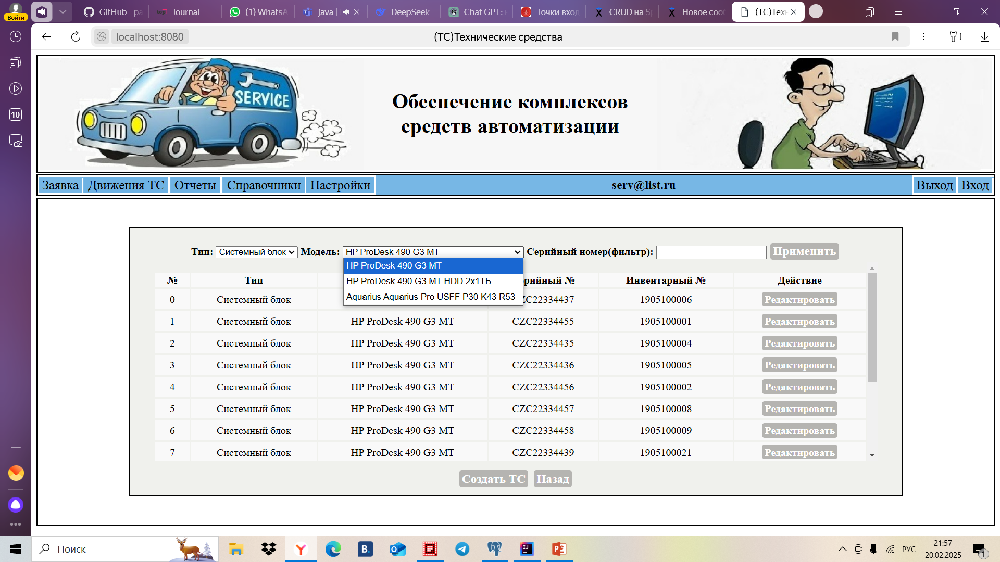 Войти
GitHub - pa
top Journal
(1) WhatsA
java |
DeepSeek -
Chat GPT:
Точки вход
CRUD на Sp
Новое сооб
(ТС)Техн
localhost:8080
(ТС)Технические средства
10
SERVICE
Обеспечение комплексов
средств автоматизации
Заявка Движения ТС Отчеты Справочники Настройки serv@list.ru Выход Вход
Тип: Системный блок Модель: HP ProDesk 490 G3 MT Серийный номер(фильтр): Применить
HP ProDesk 490 G3 MT
HP ProDesk 490 G3 MT HDD 2x1ТБ
Aquarius Aquarius Pro USFF P30 K43 R53
№ Тип рийный № Инвентарный № Действие
0 Системный блок ZC22334437 1905100006 Редактировать
1 Системный блок HP ProDesk 490 G3 MT CZC22334455 1905100001 Редактировать
2 Системный блок HP ProDesk 490 G3 MT CZC22334435 1905100004 Редактировать
3 Системный блок HP ProDesk 490 G3 MT CZC22334436 1905100005 Редактировать
4 Системный блок HP ProDesk 490 G3 MT CZC22334456 1905100002 Редактировать
5 Системный блок HP ProDesk 490 G3 MT CZC22334457 1905100008 Редактировать
6 Системный блок HP ProDesk 490 G3 MT CZC22334458 1905100009 Редактировать
7 Системный блок HP ProDesk 490 G3 MT CZC22334439 1905100021 Редактировать
Создать ТС Назад
Поиск
B.
РУС
21:57
20.02.2025
1